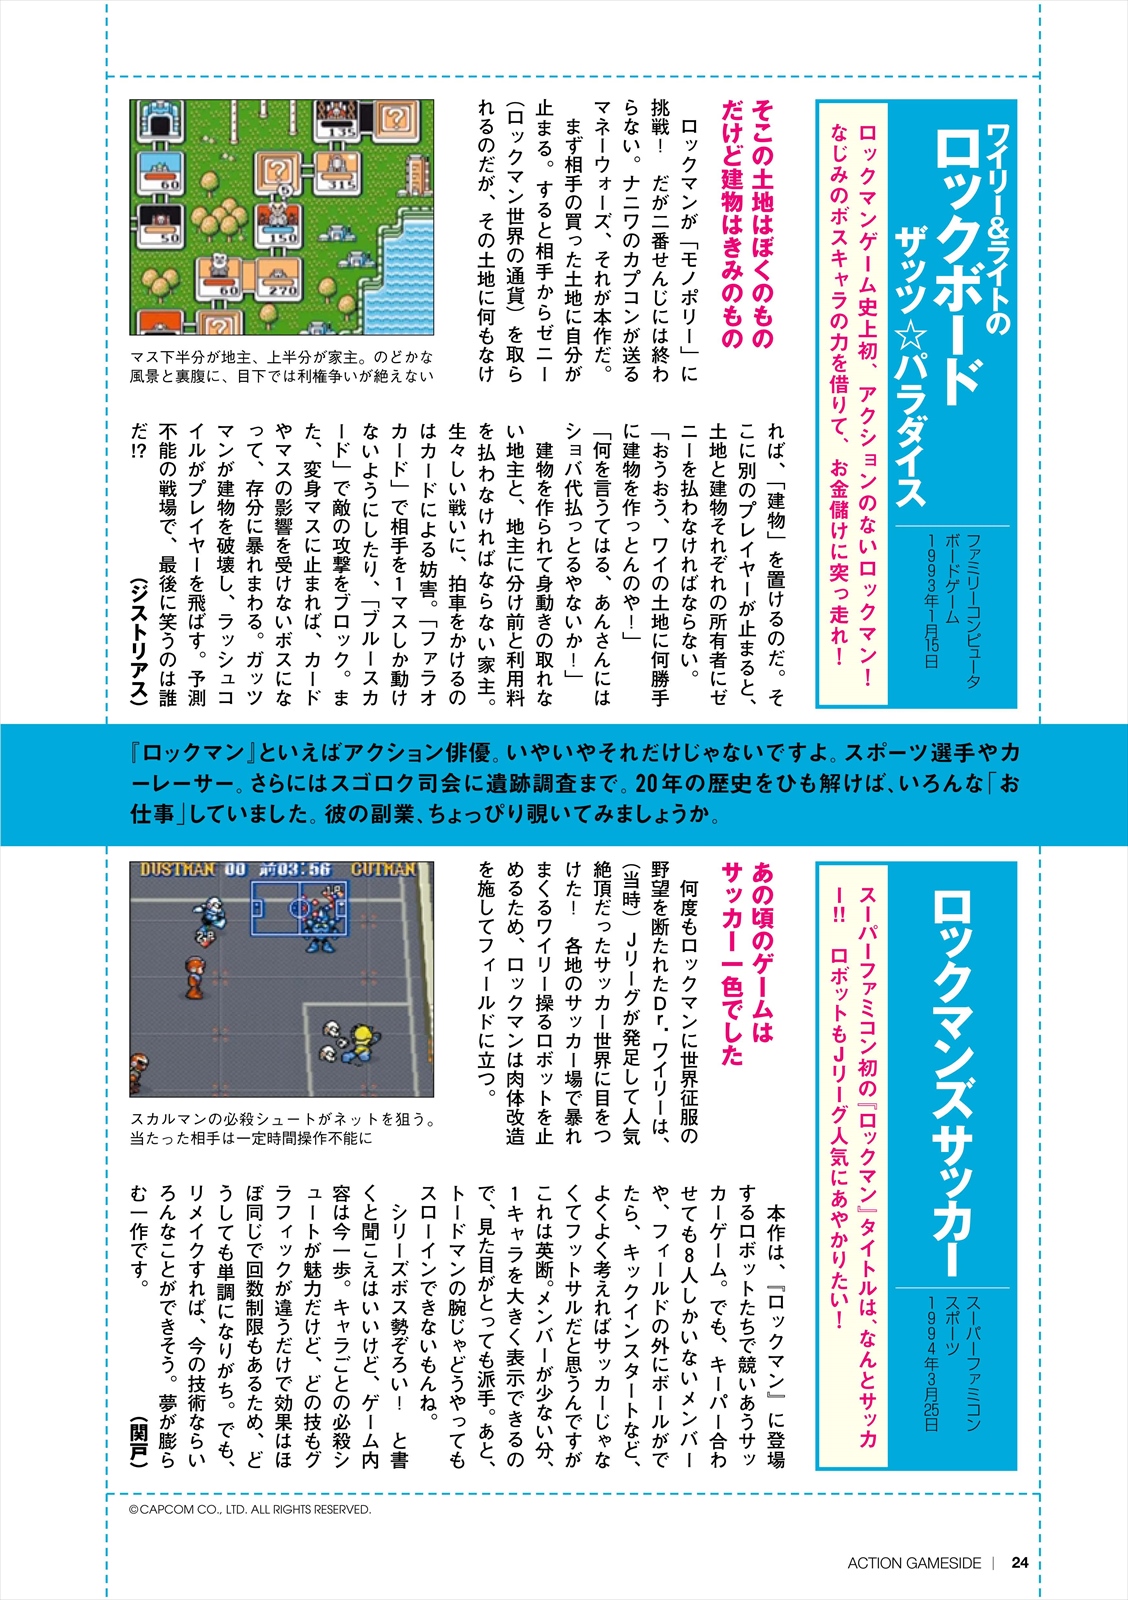 ワイリー&ライトの
ロックボード
ザッツ☆パラダイス
ファミリーコンピュータ
ボードゲーム
1993年1月15日
ロックマンゲーム史上初、アクションのないロックマン!
なじみのボスキャラの力を借りて、お金儲けに突っ走れ!
そこの土地はぼくのもの
だけど建物はきみのもの
ロックマンが「モノポリー」に
挑戦! だが二番せんじには終わ
らない。ナニワのカプコンが送る
マネーウォーズ、それが本作だ。
まず相手の買った土地に自分が
止まる。すると相手からゼニー
(ロックマン世界の通貨)を取ら
れるのだが、その土地に何もなけ
れば、「建物」を置けるのだ。そ
こに別のプレイヤーが止まると、
土地と建物それぞれの所有者にゼ
ニーを払わなければならない。
「おうおう、ワイの土地に何勝手
に建物を作っとんのや!」
「何を言うてはる、あんさんには
ショバ代払っとるやないか!」
建物を作られて身動きの取れな
い地主と、地主に分け前と利用料
を払わなければならない家主。
生々しい戦いに、拍車をかけるの
はカードによる妨害。「ファラオ
カード」で相手を1マスしか動け
ないようにしたり、「ブルースカ
ード」で敵の攻撃をブロック。ま
た、変身マスに止まれば、カード
やマスの影響を受けないボスにな
って、存分に暴れまわる。ガッツ
マンが建物を破壊し、ラッシュコ
イルがプレイヤーを飛ばす。予測
不能の戦場で、最後に笑うのは誰
だ!?
(ジストリアス)
135
60
315
50
5
150
60
270
マス下半分が地主、上半分が家主。のどかな
風景と裏腹に、目下では利権争いが絶えない
『ロックマン』といえばアクション俳優。いやいやそれだけじゃないですよ。スポーツ選手やカ
ーレーサー。さらにはスゴロク司会に遺跡調査まで。20年の歴史をひも解けば、いろんな「お
仕事」していました。彼の副業、ちょっぴり覗いてみましょうか。
ロックマンズサッカー
スーパーファミコン
スポーツ
1994年3月25日
スーパーファミコン初の『ロックマン』タイトルは、なんとサッカ
ー!! ロボットもJリーグ人気にあやかりたい!
あの頃のゲームは
サッカー一色でした
何度もロックマンに世界征服の
野望を断たれたDr.ワイリーは、
(当時)Jリーグが発足して人気
絶頂だったサッカー世界に目をつ
けた! 各地のサッカー場で暴れ
まくるワイリー操るロボットを止
めるため、ロックマンは肉体改造
を施してフィールドに立つ。
本作は、『ロックマン』に登場
するロボットたちで競いあうサッ
カーゲーム。でも、キーパー合わ
せても8人しかいないメンバー
や、フィールドの外にボールがで
たら、キックインスタートなど、
よくよく考えればサッカーじゃな
くてフットサルだと思うんですが
これは英断。メンバーが少ない分、
1キャラを大きく表示できるの
で、見た目がとっても派手。あと、
トードマンの腕じゃどうやっても
スローインできないもんね。
シリーズボス勢ぞろい! と書
くと聞こえはいいけど、ゲーム内
容は今一歩。キャラごとの必殺シ
ュートが魅力だけど、どの技もグ
ラフィックが違うだけで効果はほ
ぼ同じで回数制限もあるため、ど
うしても単調になりがち。でも、
リメイクすれば、今の技術ならい
ろんなことができそう。夢が膨ら
む一作です。
(関戸)
DUSTMAN 00 前03:56 CUTMAN
スカルマンの必殺シュートがネットを狙う。
当たった相手は一定時間操作不能に
©CAPCOM CO., LTD. ALL RIGHTS RESERVED.
ACTION GAMESIDE | 24